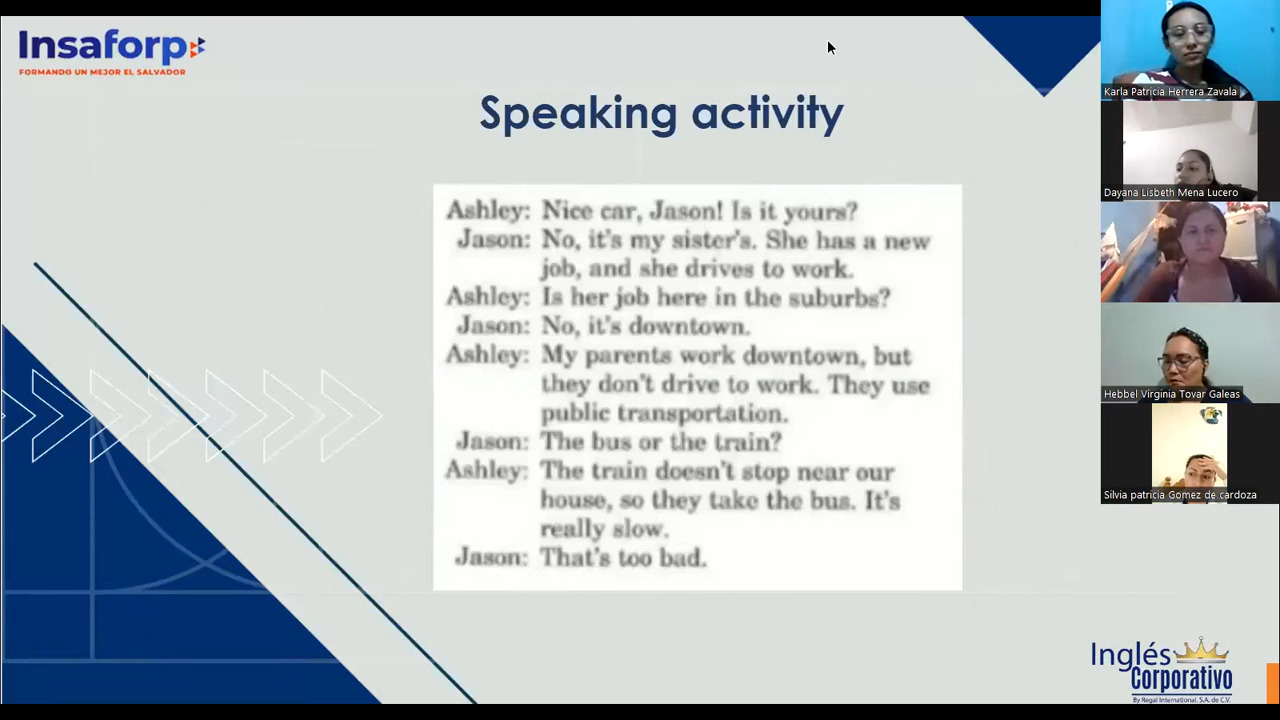 Insaforp
FORMANDO UN MEJOR EL SALVADOR
Speaking activity
Ashley: Nice car, Jason! Is it yours?
Jason: No, it's my sister's. She has a new
job, and she drives to work.
Ashley: Is her job here in the suburbs?
Jason: No, it's downtown.
Ashley: My parents work downtown, but
they don't drive to work. They use
public transportation.
Jason: The bus or the train?
Ashley: The train doesn't stop near our
house, so they take the bus. It's
really slow.
Jason: That's too bad.
Karla Patricia Herrera Zavala
Dayana Lisbeth Mena Lucero
Hebbel Virginia Tovar Galeas
Silvia patricia Gomez de cardoza
Inglés
Corporativo
By Regal International, S.A. de C.V.